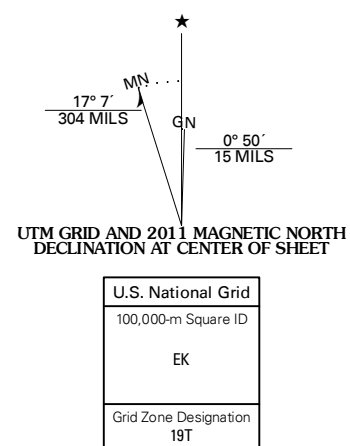 MN
17° 7´
304 MILS
GN
0° 50´
15 MILS
UTM GRID AND 2011 MAGNETIC NORTH
DECLINATION AT CENTER OF SHEET
U.S. National Grid
100,000-m Square ID
EK
Grid Zone Designation
19T